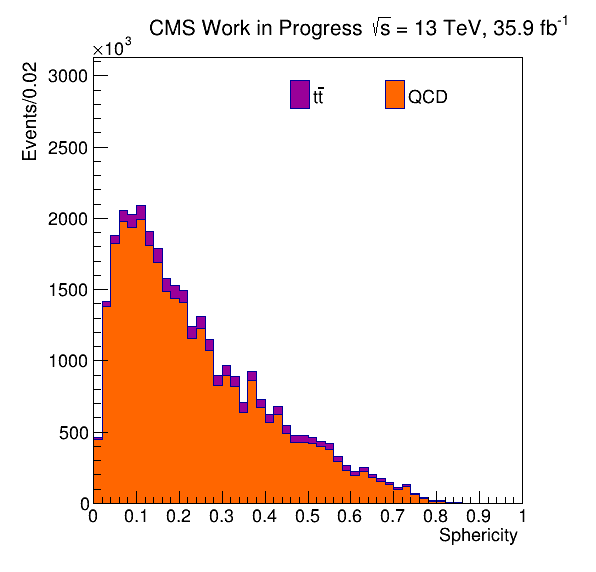 CMS Work in Progress √s = 13 TeV, 35.9 fb⁻¹
×10³
Events/0.02
3000
2500
2000
1500
1000
500
0
tt̄
QCD
0 0.1 0.2 0.3 0.4 0.5 0.6 0.7 0.8 0.9 1
Sphericity